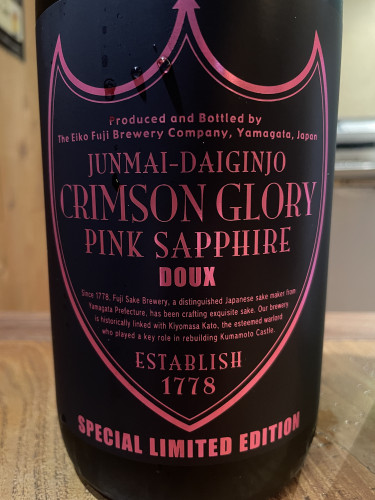 Produced and Bottled by
The Eiko Fuji Brewery Company, Yamagata, Japan
JUNMAI-DAIGINJO
CRIMSON GLORY
PINK SAPPHIRE
DOUX
Since 1778, Fuji Sake Brewery, a distinguished Japanese sake maker from
Yamagata Prefecture, has been crafting exquisite sake. Our brewery
is historically linked with Kiyomasa Kato, the esteemed warlord
who played a key role in rebuilding Kumamoto Castle.
ESTABLISH
1778
SPECIAL LIMITED EDITION